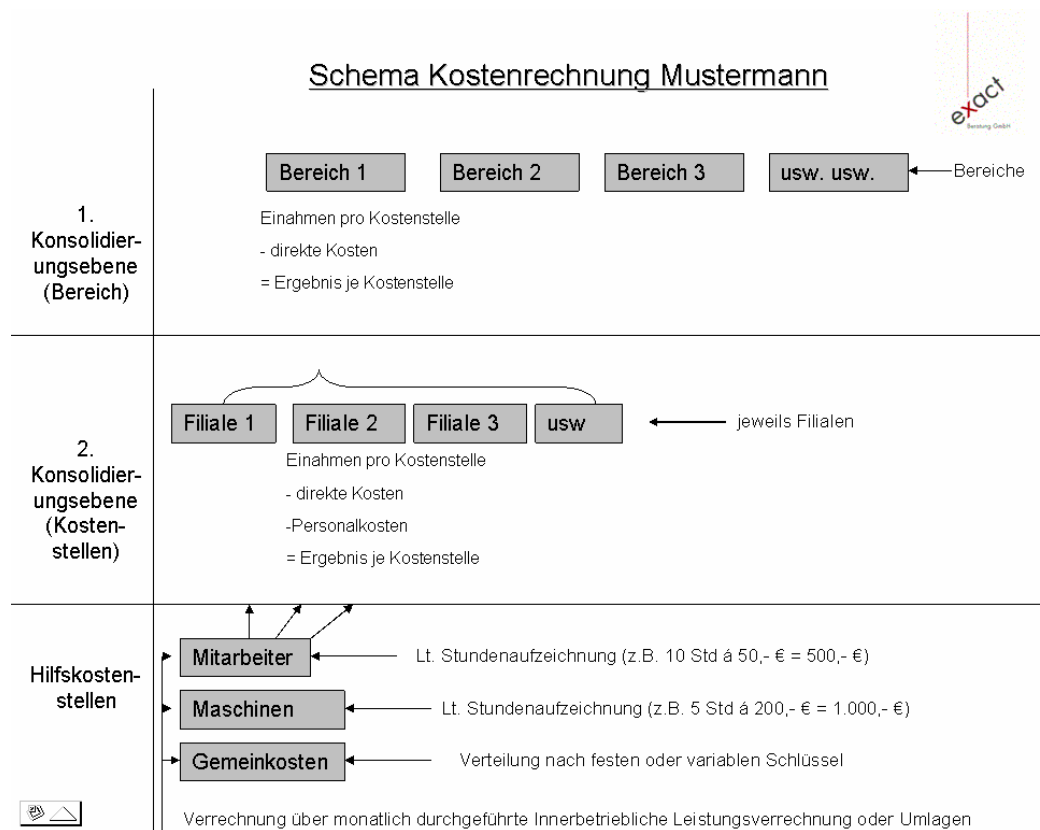 Schema Kostenrechnung Mustermann
exact
Beratung GmbH
Bereich 1
Bereich 2
Bereich 3
usw. usw.
Bereiche
1.
Konsolidier-
ungsebene
(Bereich)
Einahmen pro Kostenstelle
- direkte Kosten
= Ergebnis je Kostenstelle
Filiale 1
Filiale 2
Filiale 3
usw
jeweils Filialen
2.
Konsolidier-
ungsebene
(Kosten-
stellen)
Einahmen pro Kostenstelle
- direkte Kosten
-Personalkosten
= Ergebnis je Kostenstelle
Hilfskosten-
stellen
Mitarbeiter
Lt. Stundenaufzeichnung (z.B. 10 Std á 50,- € = 500,- €)
Maschinen
Lt. Stundenaufzeichnung (z.B. 5 Std á 200,- € = 1.000,- €)
Gemeinkosten
Verteilung nach festen oder variablen Schlüssel
Verrechnung über monatlich durchgeführte Innerbetriebliche Leistungsverrechnung oder Umlagen